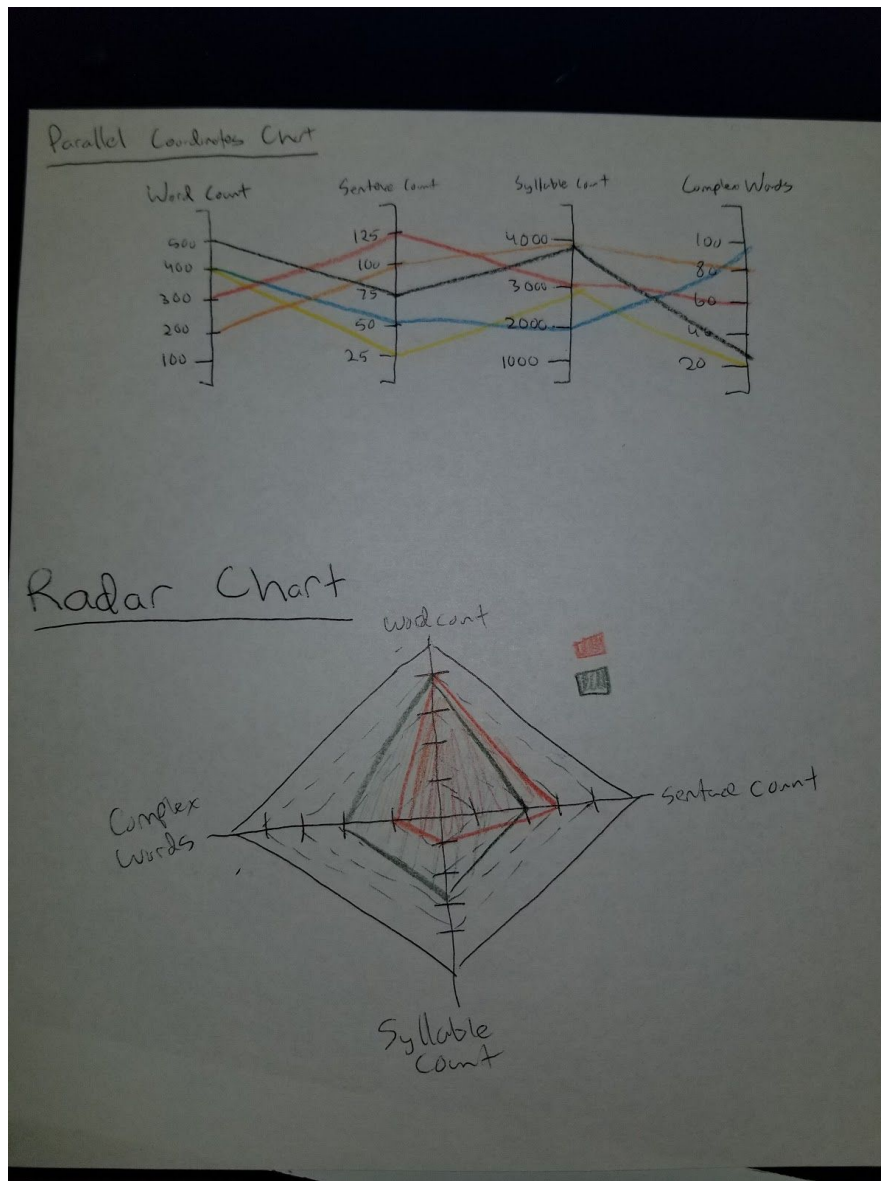 Parallel Coordinates Chart
Word Count Sentence Count Syllable Count Complex Words
500 125 4000 100
400 100 80
300 75 3000 60
200 50 2000 40
100 25 1000 20
Radar Chart
word count
Sentence Count
Complex
Words
Syllable
Count